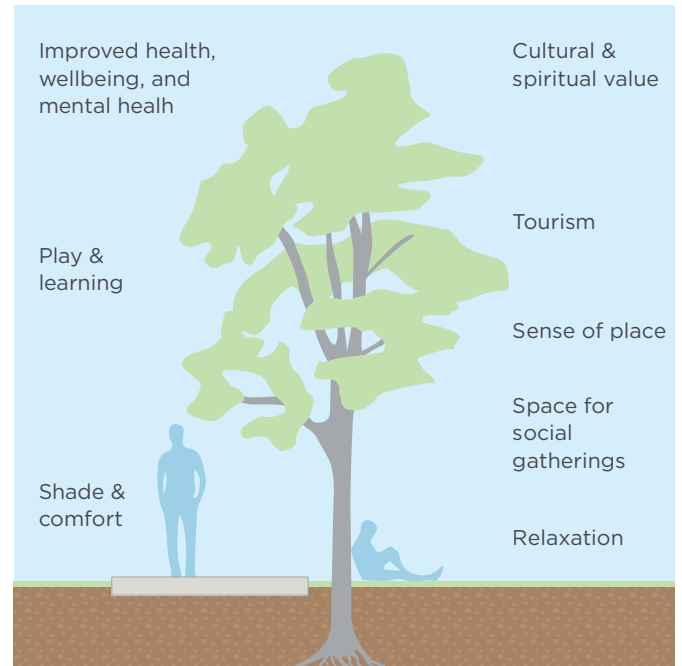 Improved health,
wellbeing, and
mental healh
Play &
learning
Shade &
comfort
Cultural &
spiritual value
Tourism
Sense of place
Space for
social
gatherings
Relaxation